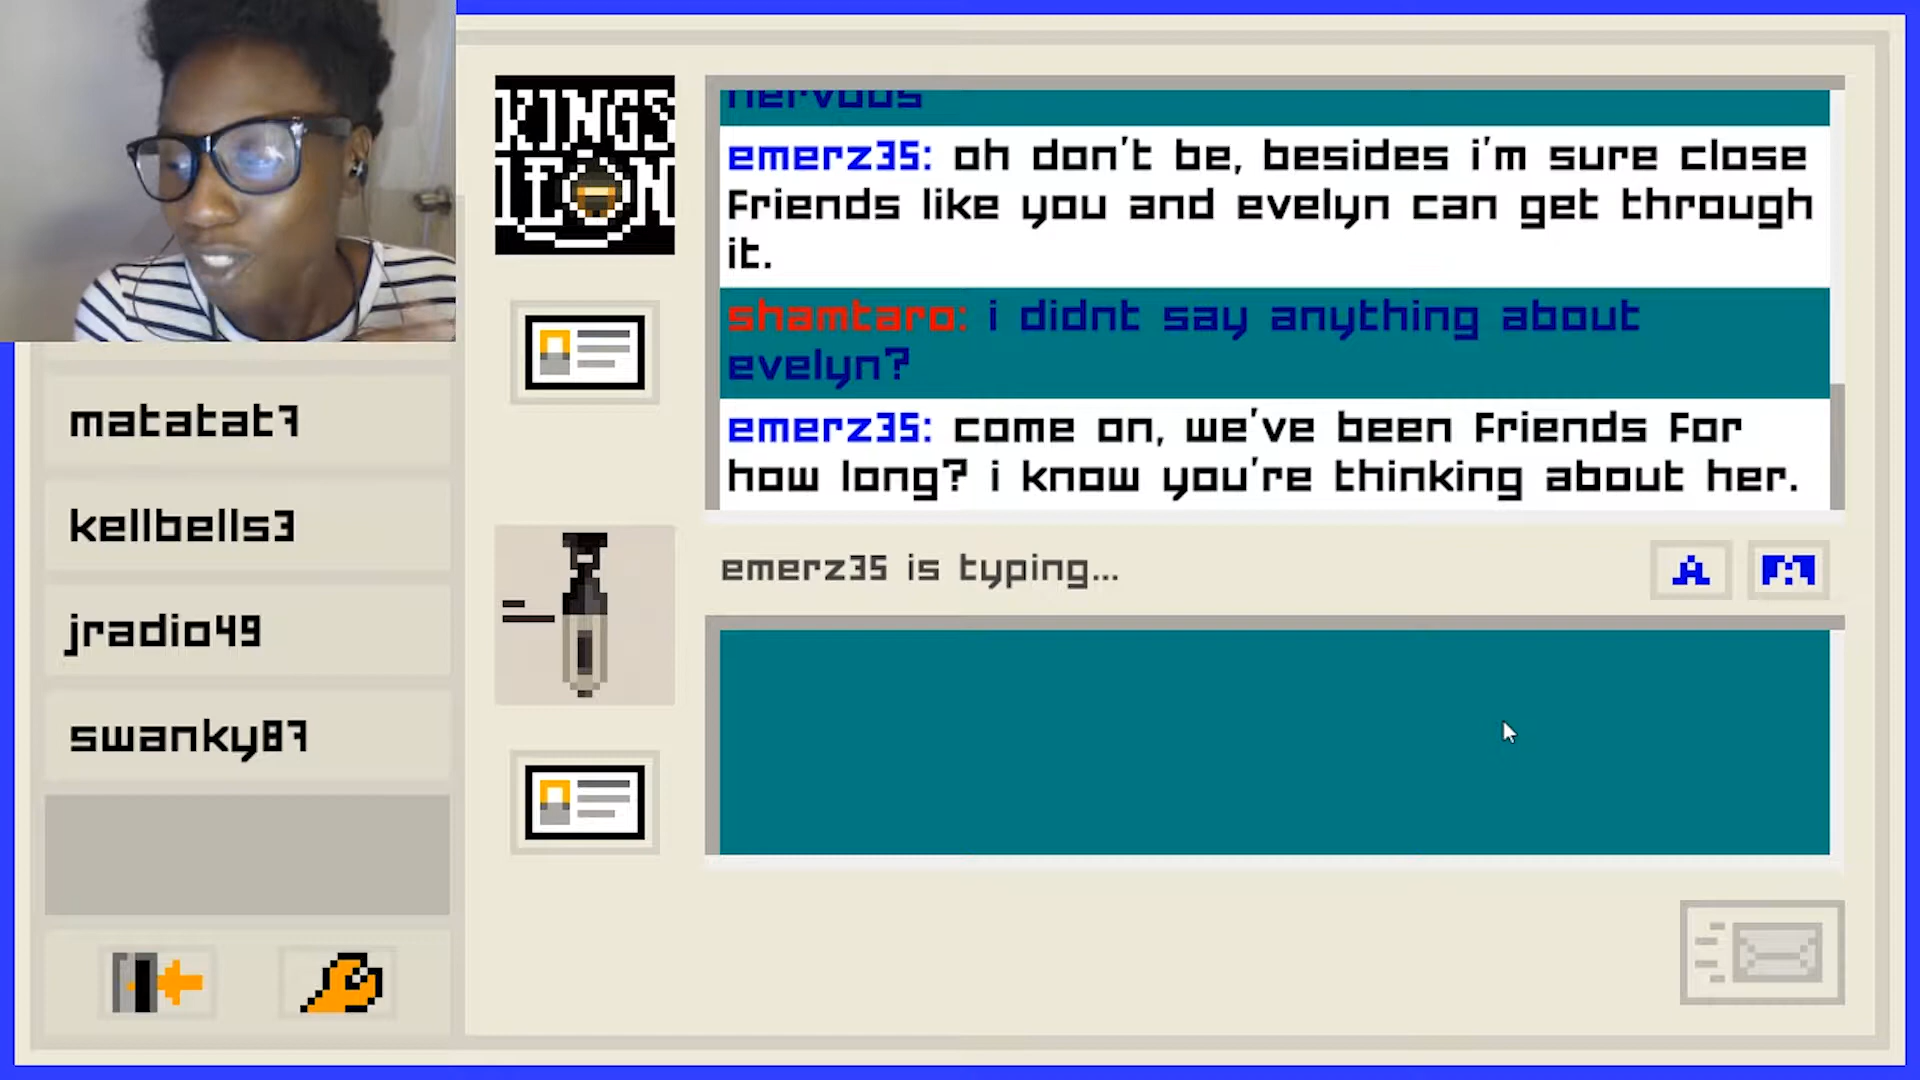 KINGS
LEON
nervous
emerz35: oh don't be, besides i'm sure close
friends like you and evelyn can get through
it.
shamtaro: i didnt say anything about
evelyn?
emerz35: come on, we've been friends for
how long? i know you're thinking about her.
emerz35 is typing...
A
matatat7
kellbells3
jradio49
swanky87